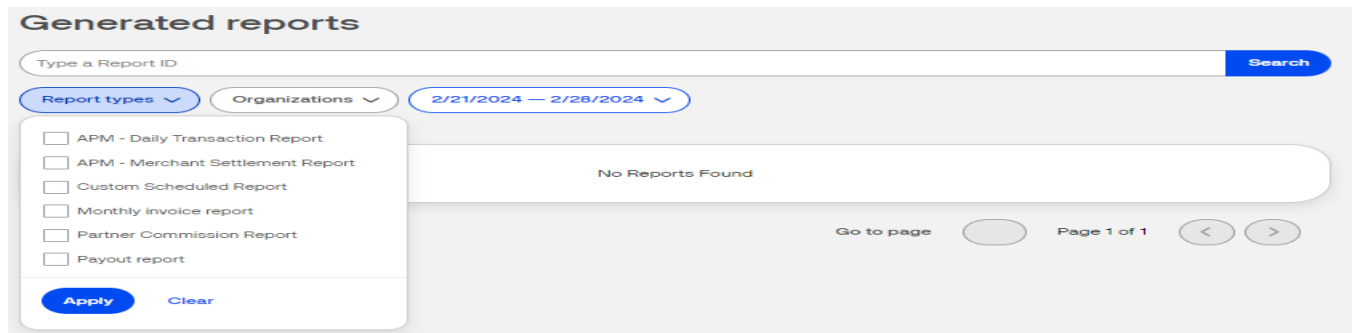 Generated reports
Type a Report ID
Search
Report types
Organizations
2/21/2024 — 2/28/2024
APM - Daily Transaction Report
APM - Merchant Settlement Report
Custom Scheduled Report
Monthly invoice report
Partner Commission Report
Payout report
Apply
Clear
No Reports Found
Go to page
Page 1 of 1
<
>